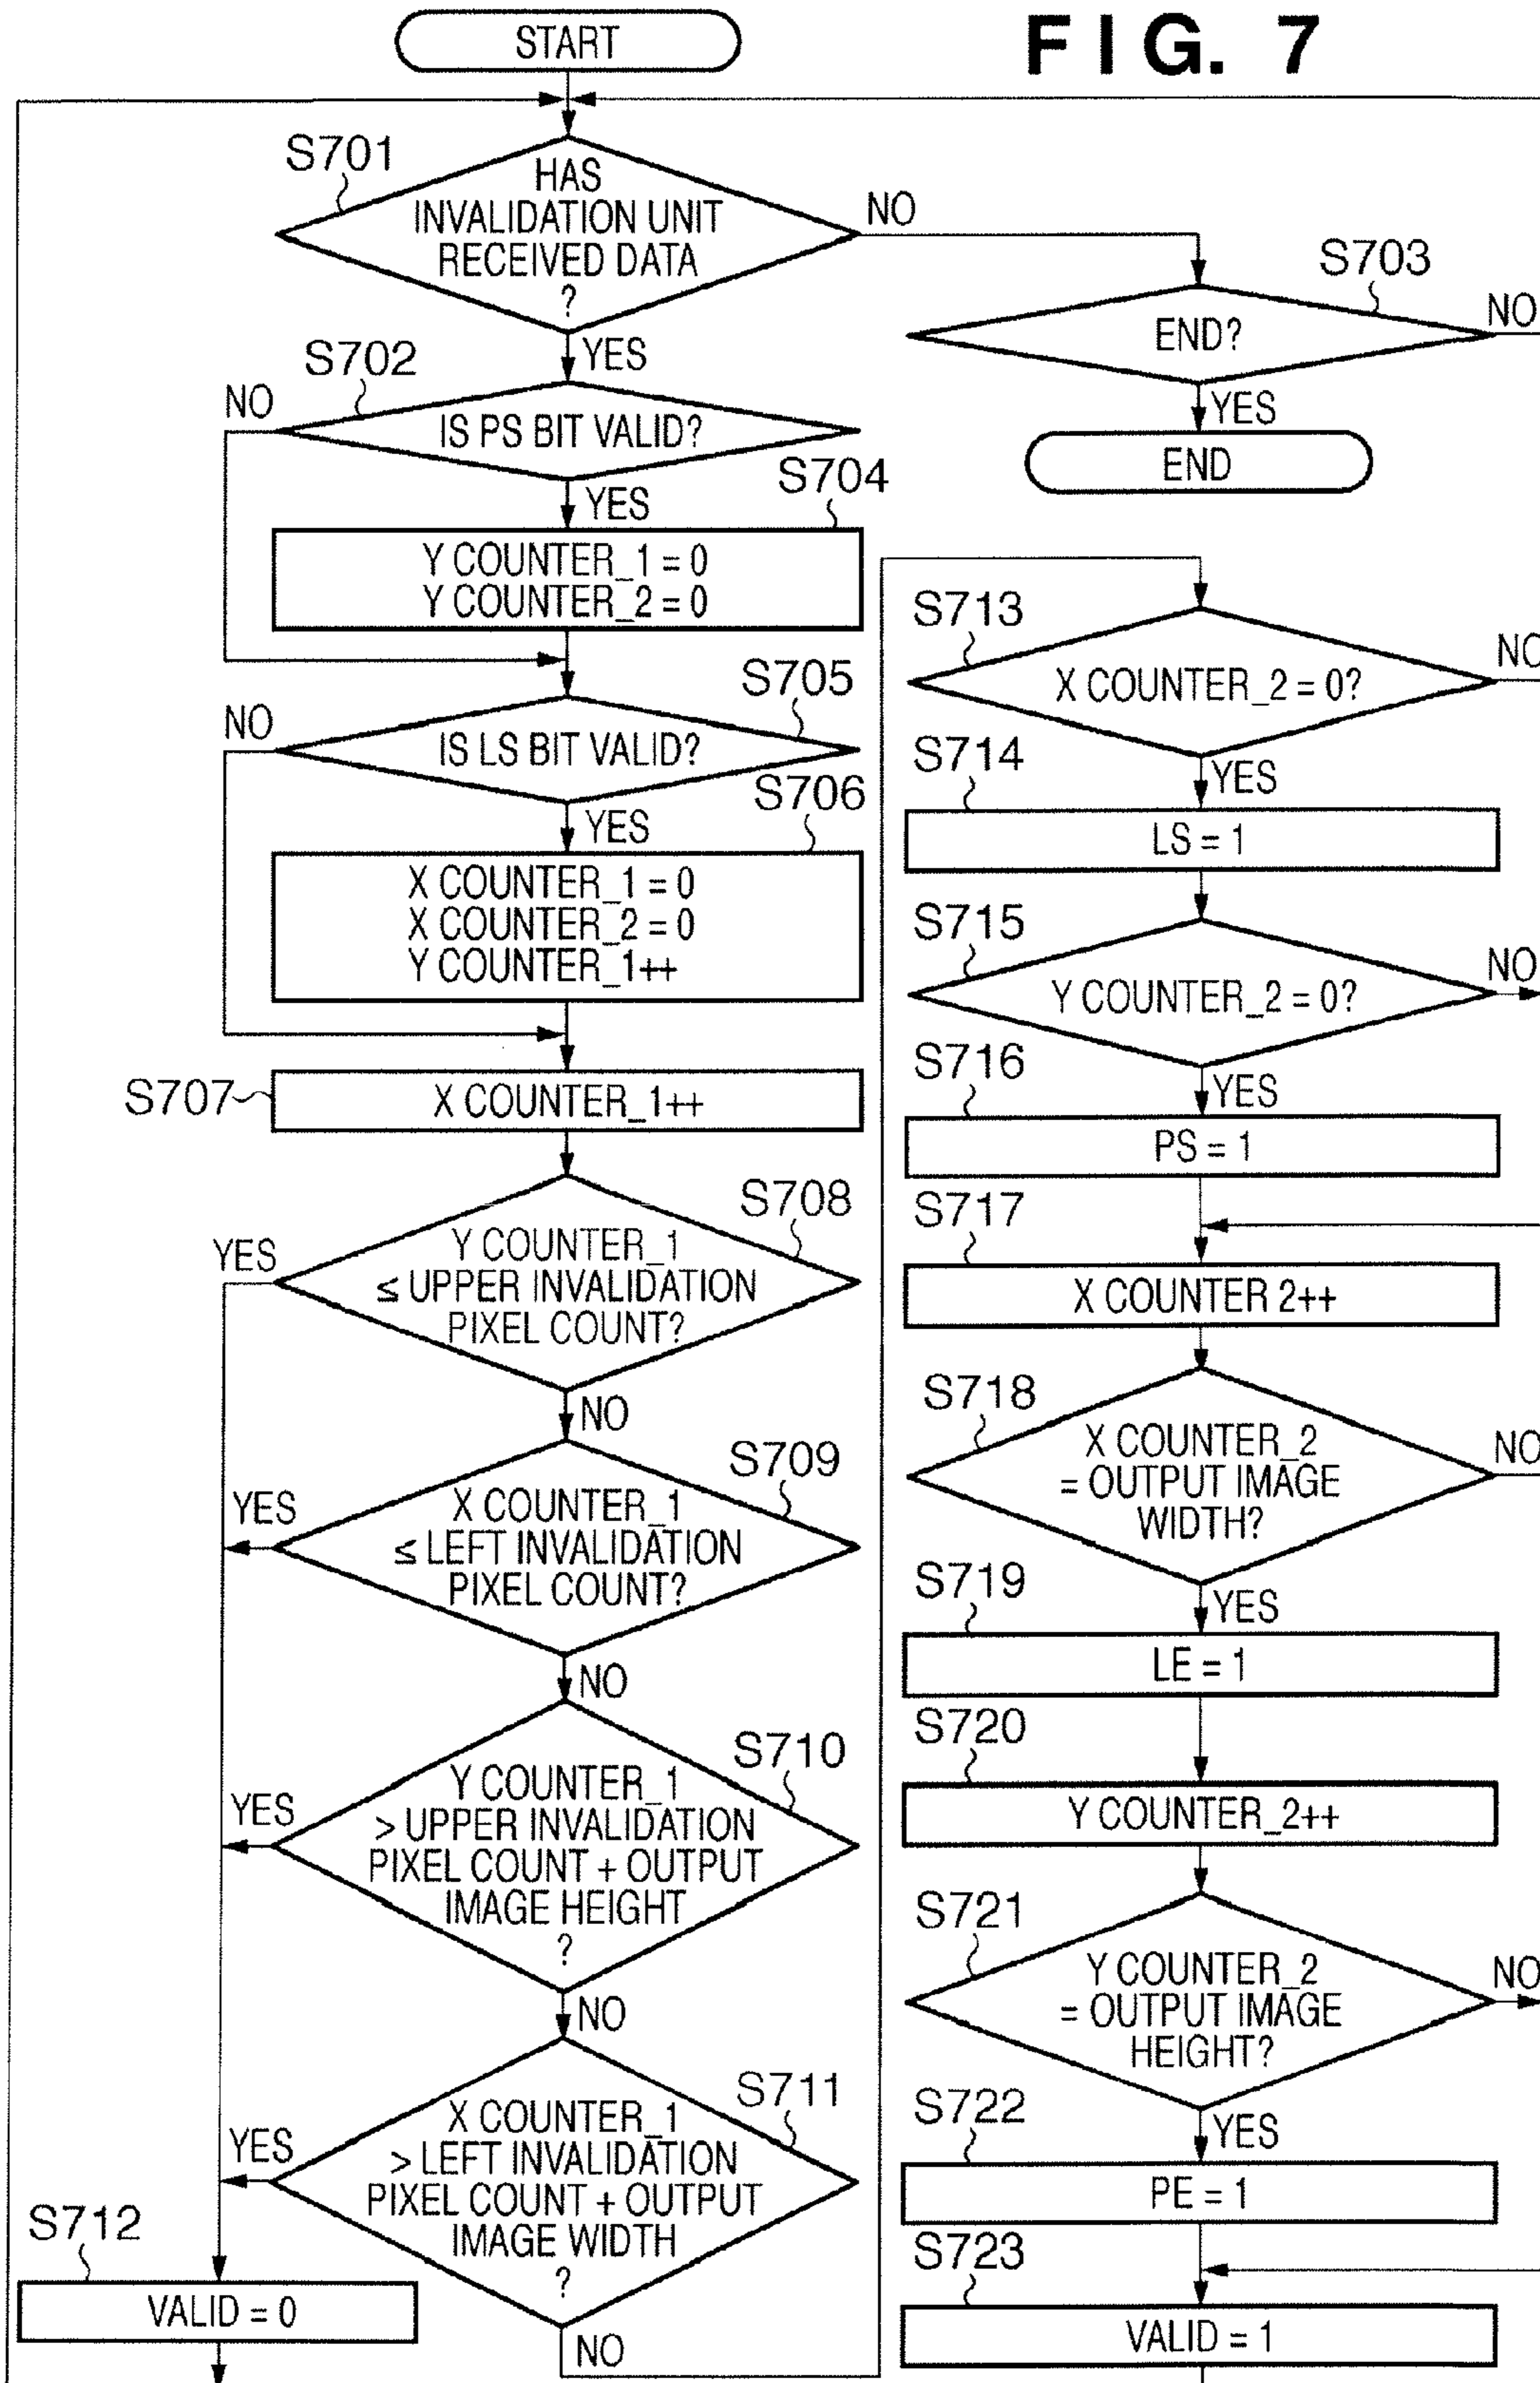 FIG. 7
START
S701
HAS
INVALIDATION UNIT
RECEIVED DATA
?
NO
YES
S703
END?
NO
YES
END
S702
IS PS BIT VALID?
NO
YES
S704
Y COUNTER_1 = 0
Y COUNTER_2 = 0
S705
IS LS BIT VALID?
NO
YES
S706
X COUNTER_1 = 0
X COUNTER_2 = 0
Y COUNTER_1++
S707
X COUNTER_1++
S708
Y COUNTER_1
≤ UPPER INVALIDATION
PIXEL COUNT?
YES
NO
S709
X COUNTER_1
≤ LEFT INVALIDATION
PIXEL COUNT?
YES
NO
S710
Y COUNTER_1
> UPPER INVALIDATION
PIXEL COUNT + OUTPUT
IMAGE HEIGHT
?
YES
NO
S711
X COUNTER_1
> LEFT INVALIDATION
PIXEL COUNT + OUTPUT
IMAGE WIDTH
?
YES
NO
S712
VALID = 0
S713
X COUNTER_2 = 0?
NO
YES
S714
LS = 1
S715
Y COUNTER_2 = 0?
NO
YES
S716
PS = 1
S717
X COUNTER 2++
S718
X COUNTER_2
= OUTPUT IMAGE
WIDTH?
NO
YES
S719
LE = 1
S720
Y COUNTER_2++
S721
Y COUNTER_2
= OUTPUT IMAGE
HEIGHT?
NO
YES
S722
PE = 1
S723
VALID = 1